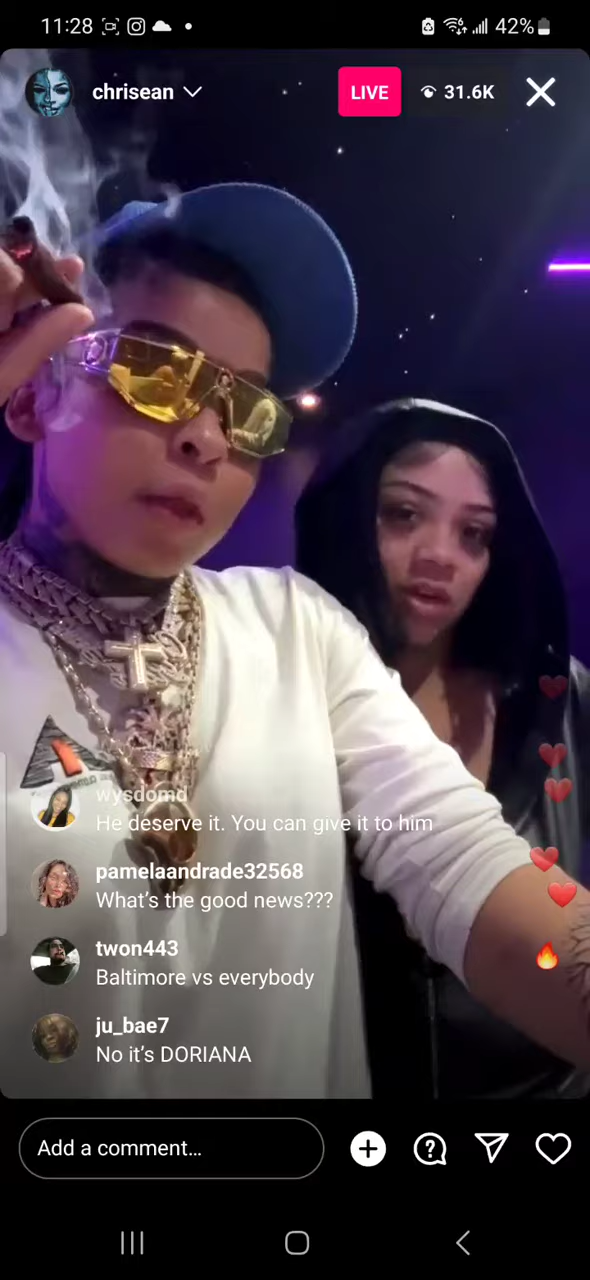 11:28
42%
chrisean
LIVE
31.6K
wysdomd
He deserve it. You can give it to him
pamelaandrade32568
What's the good news???
twon443
Baltimore vs everybody
ju_bae7
No it's DORIANA
Add a comment...